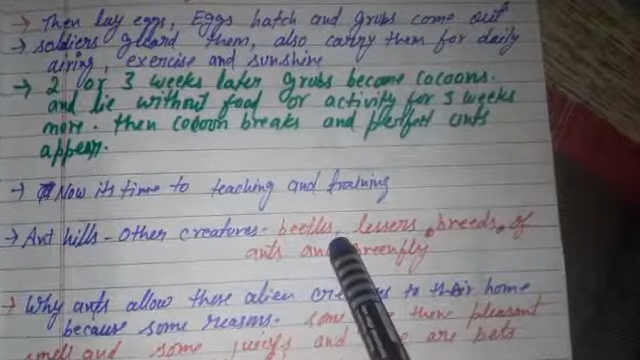 → Then lay eggs, Eggs hatch and grubs come out
→ soldiers guard them, also carry them for daily
airing, exercise and sunshine
→ 2 or 3 weeks later grubs become cocoons.
and lie without food or activity for 3 weeks
more. then cocoon breaks and perfect ants
appear.
→ Now its time to teaching and training
→ Ant hills - Other creatures - beetles, lessers breeds of
ants and greenfly
→ Why ants allow these alien to their home
because some reasons. some them pleasant
smell and some and are pets